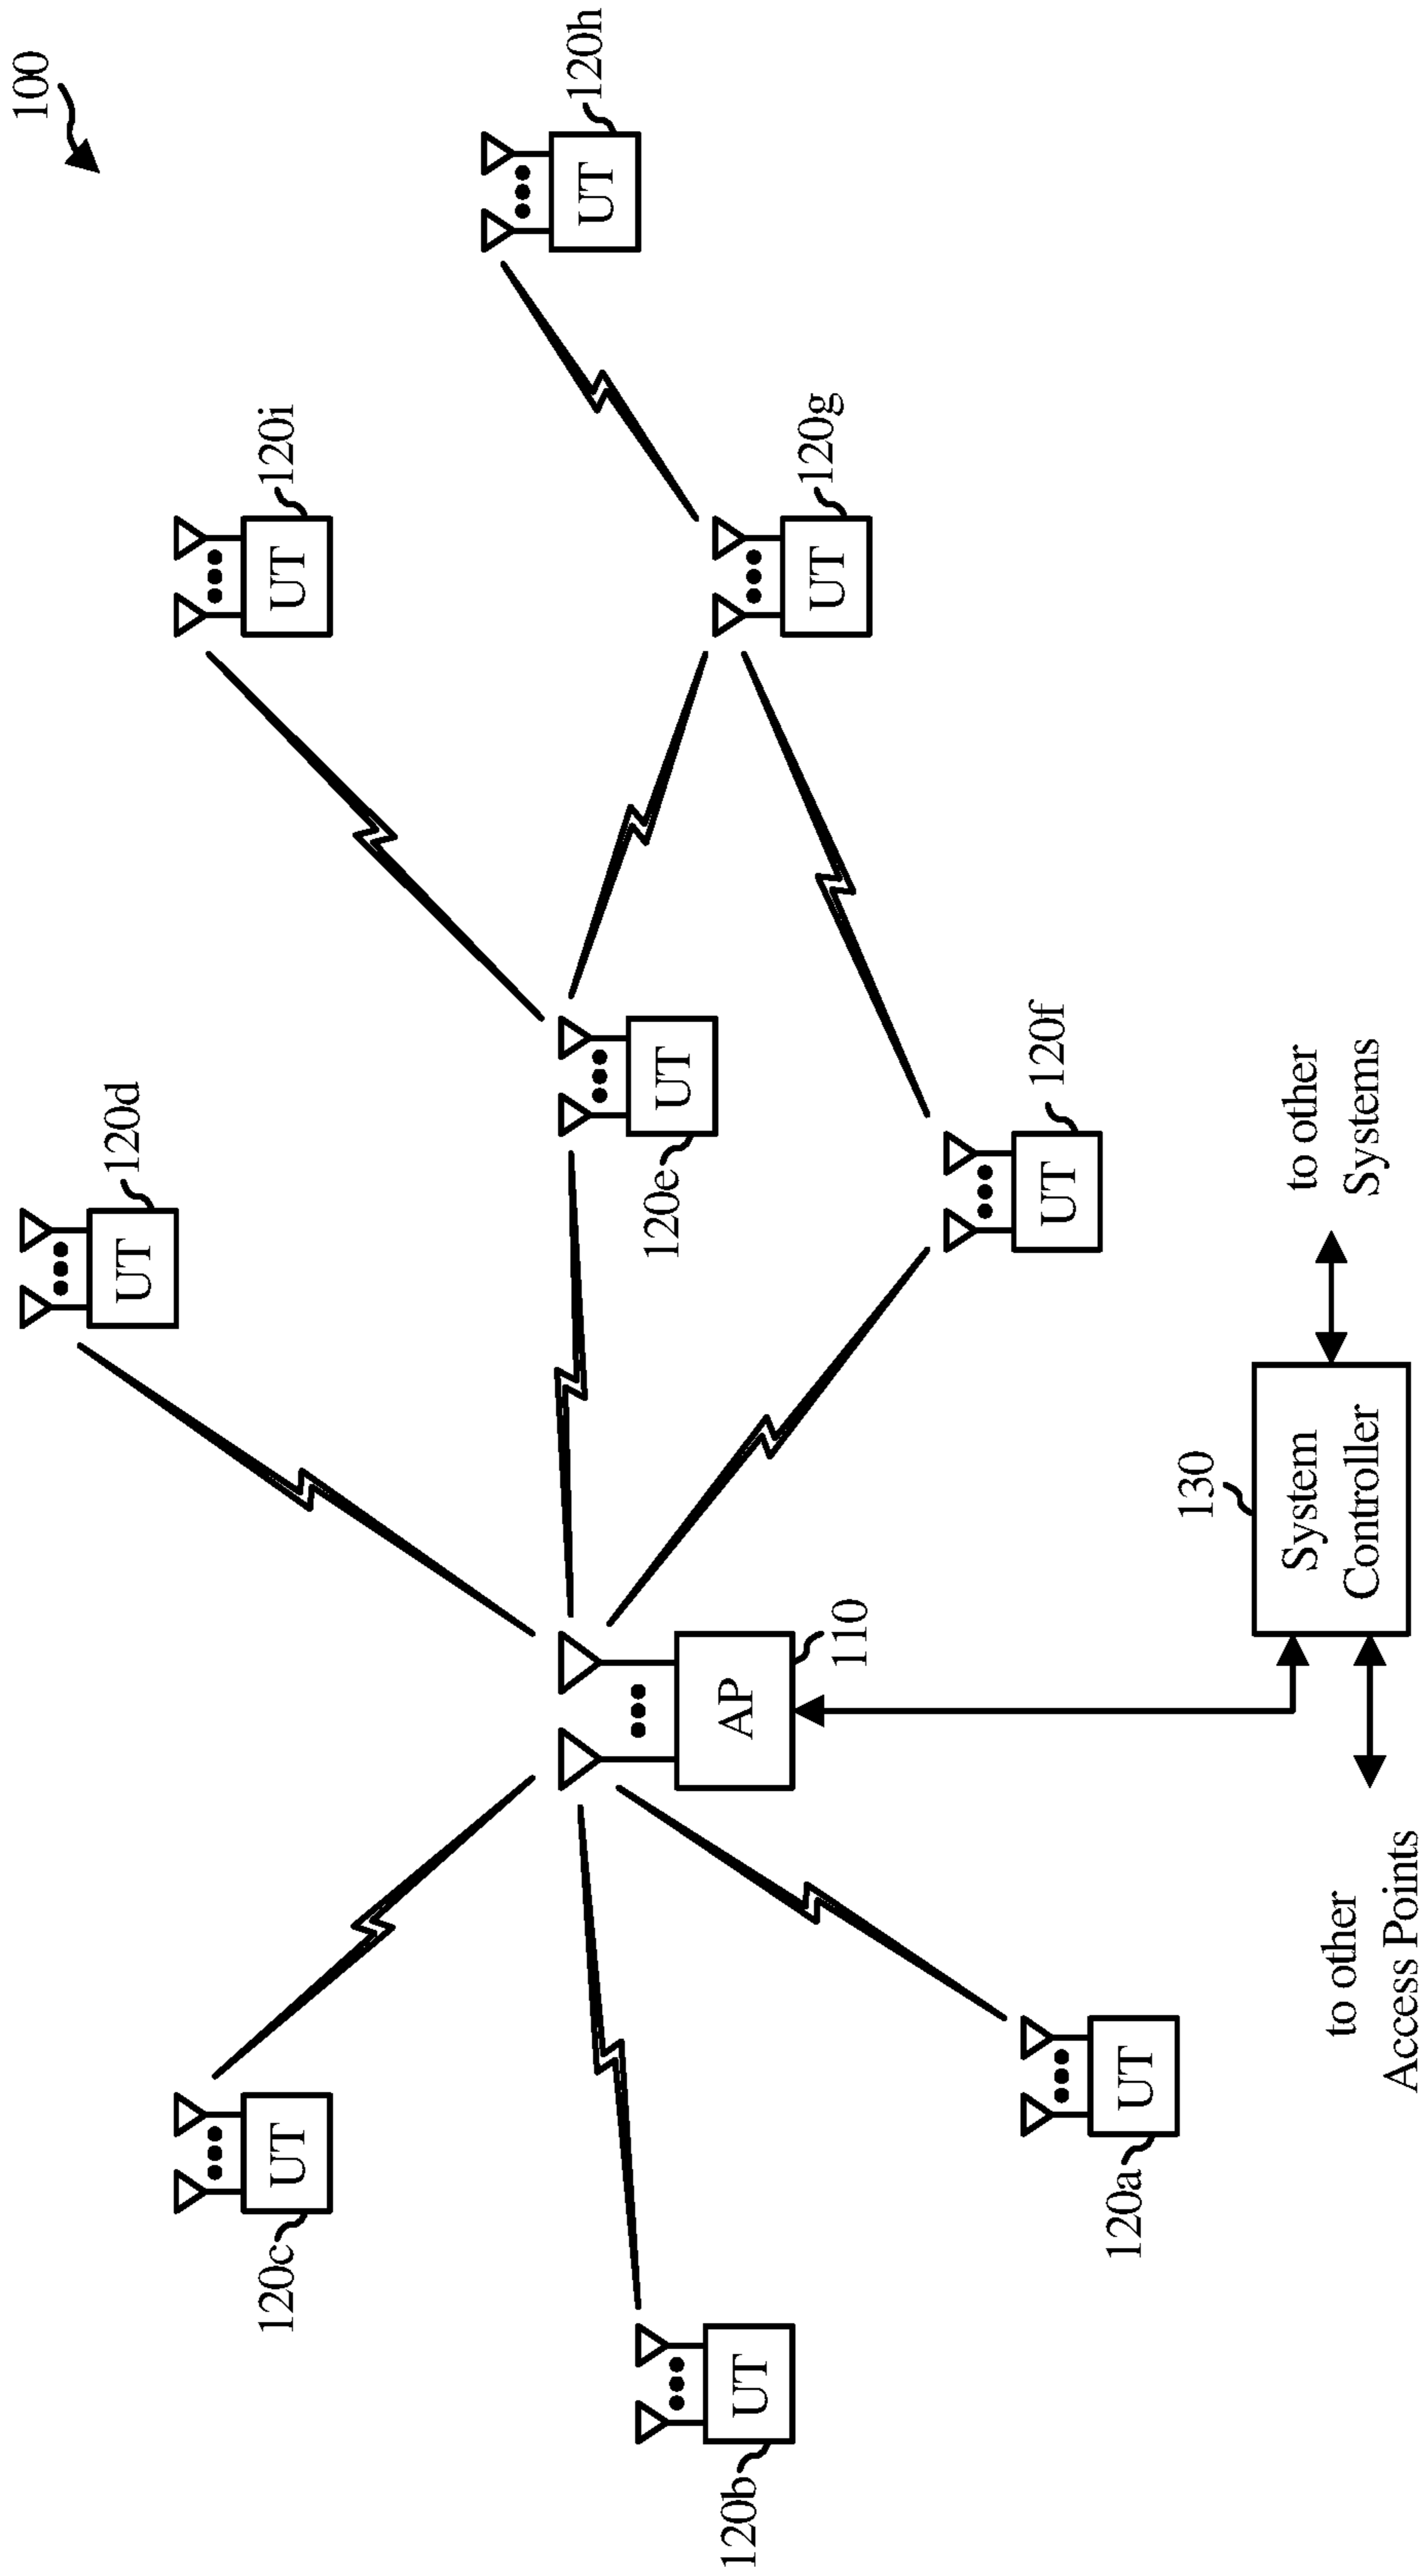 100
120d
UT
120i
UT
120c
UT
120h
UT
120e
UT
120b
UT
AP
110
120g
UT
120f
UT
120a
UT
130
System
Controller
to other
Systems
to other
Access Points